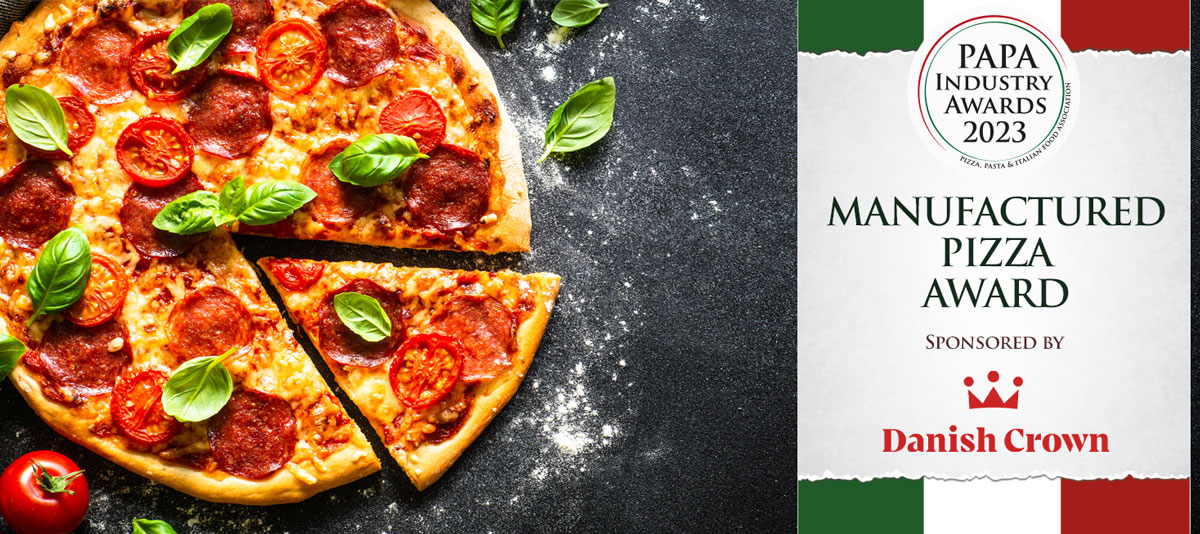 PAPA
INDUSTRY
AWARDS
2023
PIZZA, PASTA & ITALIAN FOOD ASSOCIATION
MANUFACTURED
PIZZA
AWARD
SPONSORED BY
Danish Crown